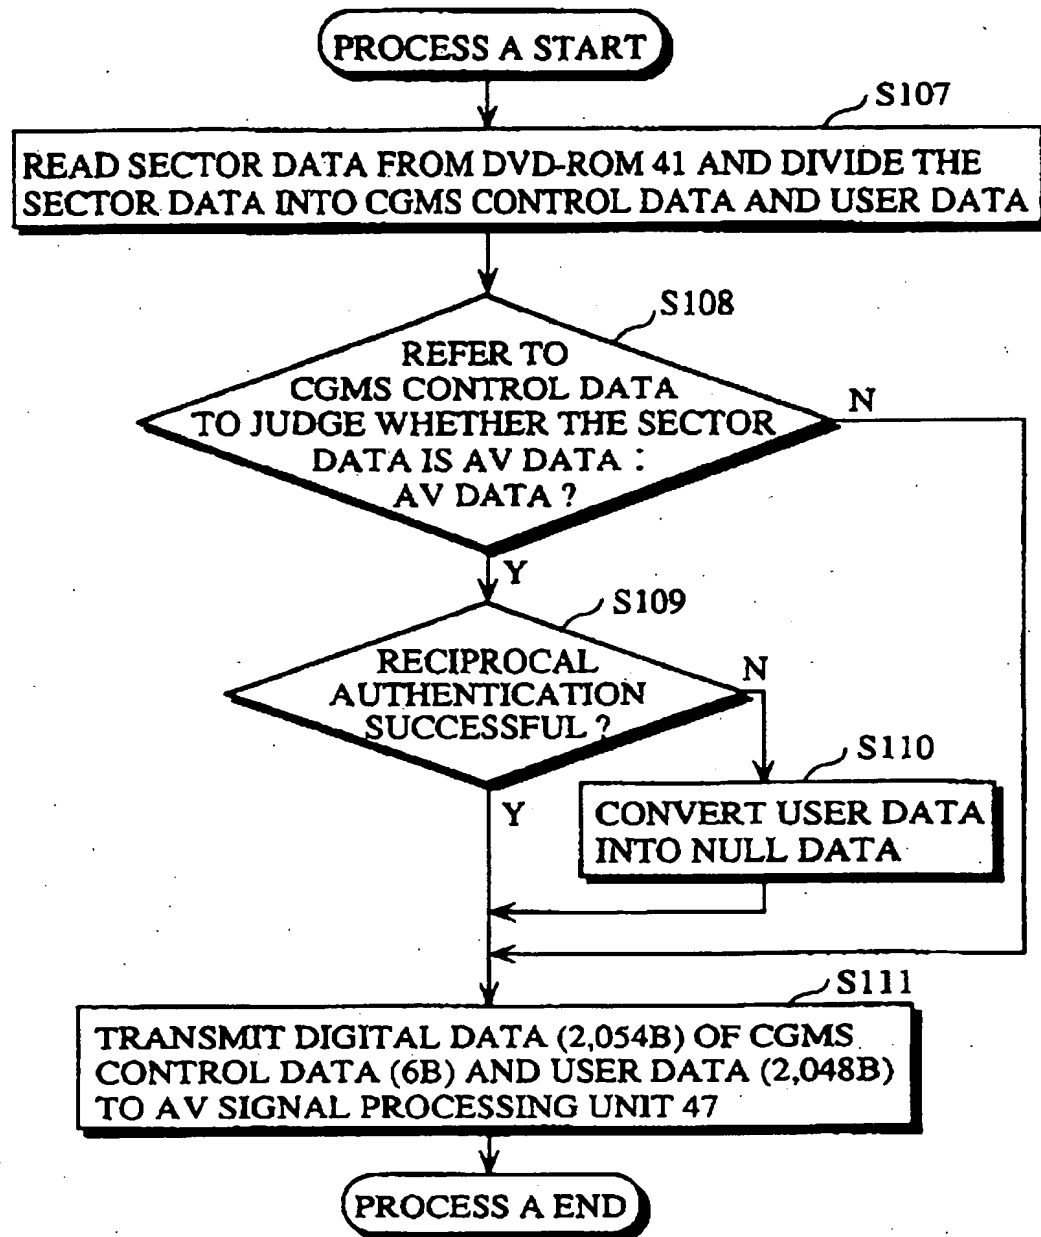 PROCESS A START
S107
READ SECTOR DATA FROM DVD-ROM 41 AND DIVIDE THE
SECTOR DATA INTO CGMS CONTROL DATA AND USER DATA
S108
REFER TO
CGMS CONTROL DATA
TO JUDGE WHETHER THE SECTOR
DATA IS AV DATA :
AV DATA ?
N
Y
S109
RECIPROCAL
AUTHENTICATION
SUCCESSFUL ?
N
Y
S110
CONVERT USER DATA
INTO NULL DATA
S111
TRANSMIT DIGITAL DATA (2,054B) OF CGMS
CONTROL DATA (6B) AND USER DATA (2,048B)
TO AV SIGNAL PROCESSING UNIT 47
PROCESS A END